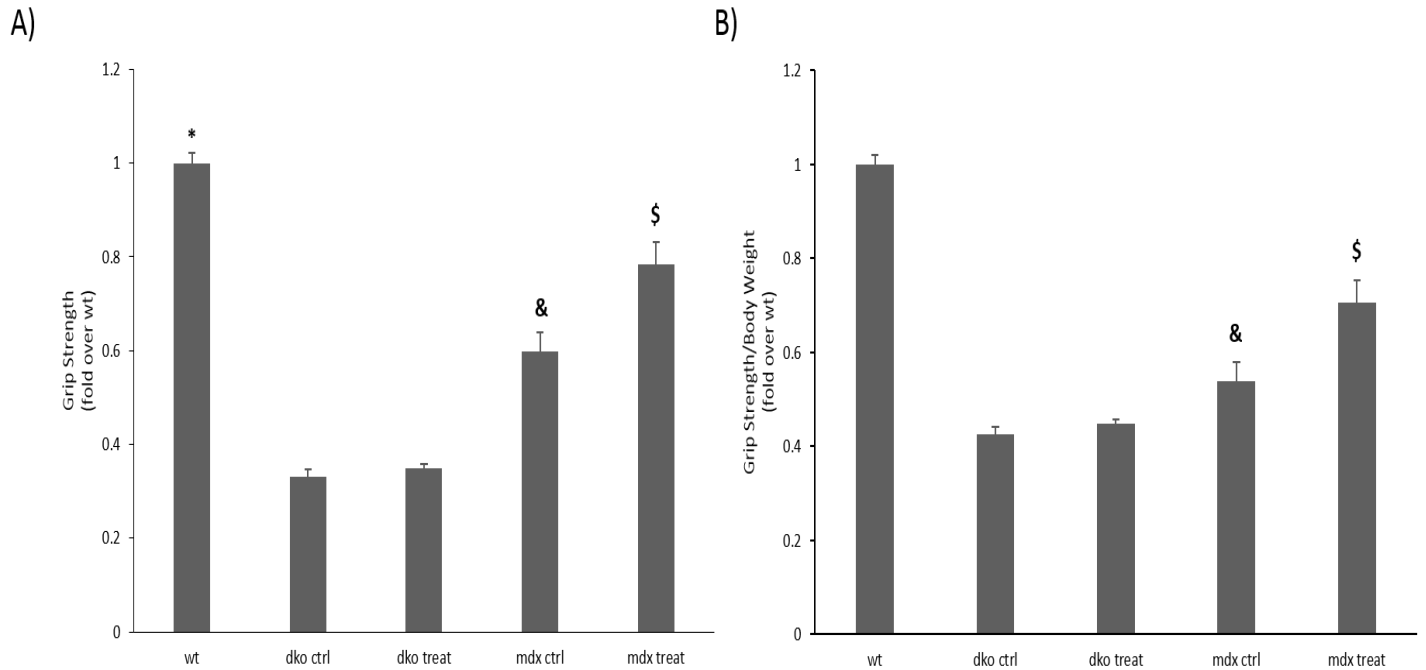 A)
Grip Strength
(fold over wt)
1.2
1
0.8
0.6
0.4
0.2
0
*
&
$
wt dko ctrl dko treat mdx ctrl mdx treat
B)
Grip Strength/Body Weight
(fold over wt)
1.2
1
0.8
0.6
0.4
0.2
0
&
$
wt dko ctrl dko treat mdx ctrl mdx treat